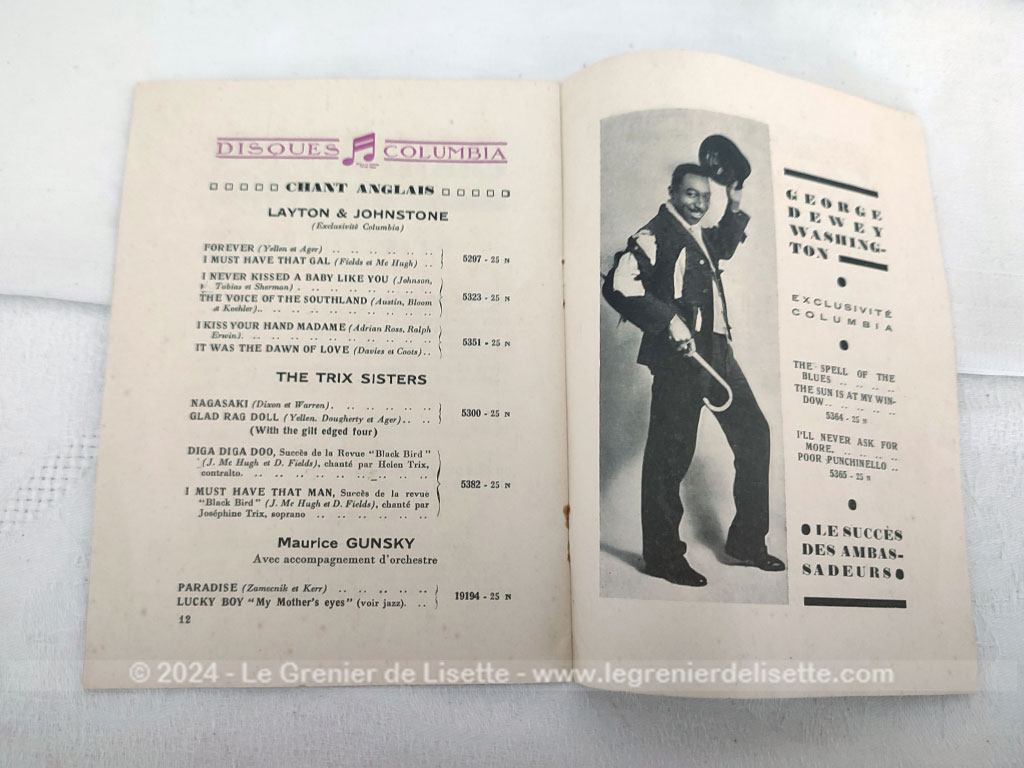 DISQUES COLUMBIA
CHANT ANGLAIS
LAYTON & JOHNSTONE
(Exclusivité Columbia)
FOREVER (Yellen et Ager) .. .. .. .. .. ..
I MUST HAVE THAT GAL (Fields et Mc Hugh) ..
5297 - 25 N
I NEVER KISSED A BABY LIKE YOU (Johnson,
Tobias et Sherman) . .. .. .. .. .. .. ..
THE VOICE OF THE SOUTHLAND (Austin, Bloom
et Koehler).. .. .. .. .. .. .. .. ..
5323 - 25 N
I KISS YOUR HAND MADAME (Adrian Ross, Ralph
Erwin). .. .. .. .. .. .. .. .. ..
IT WAS THE DAWN OF LOVE (Davies et Coots)..
5351 - 25 N
THE TRIX SISTERS
NAGASAKI (Dixon et Warren). .. .. .. .. ..
GLAD RAG DOLL (Yellen. Dougherty et Ager).. ..
(With the gilt edged four)
5300 - 25 N
DIGA DIGA DOO, Succès de la Revue "Black Bird"
(J. Mc Hugh et D. Fields), chanté par Helen Trix,
contralto. .. .. .. .. .. .. .. .. ..
I MUST HAVE THAT MAN, Succès de la revue
"Black Bird" (J. Mc Hugh et D. Fields), chanté par
Joséphine Trix, soprano .. .. .. .. .. ..
5382 - 25 N
Maurice GUNSKY
Avec accompagnement d'orchestre
PARADISE (Zamecnik et Kerr) .. .. .. .. ..
LUCKY BOY "My Mother's eyes" (voir jazz). ..
19194 - 25 N
12
GEORGE
DEWEY
WASHING-
TON
EXCLUSIVITÉ
COLUMBIA
THE SPELL OF THE
BLUES .. .. .. ..
THE SUN IS AT MY WIN-
DOW.. .. .. .. ..
5364 - 25 N
I'LL NEVER ASK FOR
MORE. .. .. .. ..
POOR PUNCHINELLO ..
5365 - 25 N
LE SUCCÈS
DES AMBAS-
SADEURS
© 2024 - Le Grenier de Lisette - www.legrenierdelisette.com